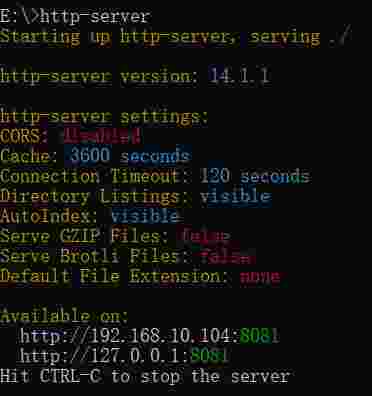 E:\>http-server
Starting up http-server, serving ./
http-server version: 14.1.1
http-server settings:
CORS: disabled
Cache: 3600 seconds
Connection Timeout: 120 seconds
Directory Listings: visible
AutoIndex: visible
Serve GZIP Files: false
Serve Brotli Files: false
Default File Extension: none
Available on:
http://192.168.10.104:8081
http://127.0.0.1:8081
Hit CTRL-C to stop the server